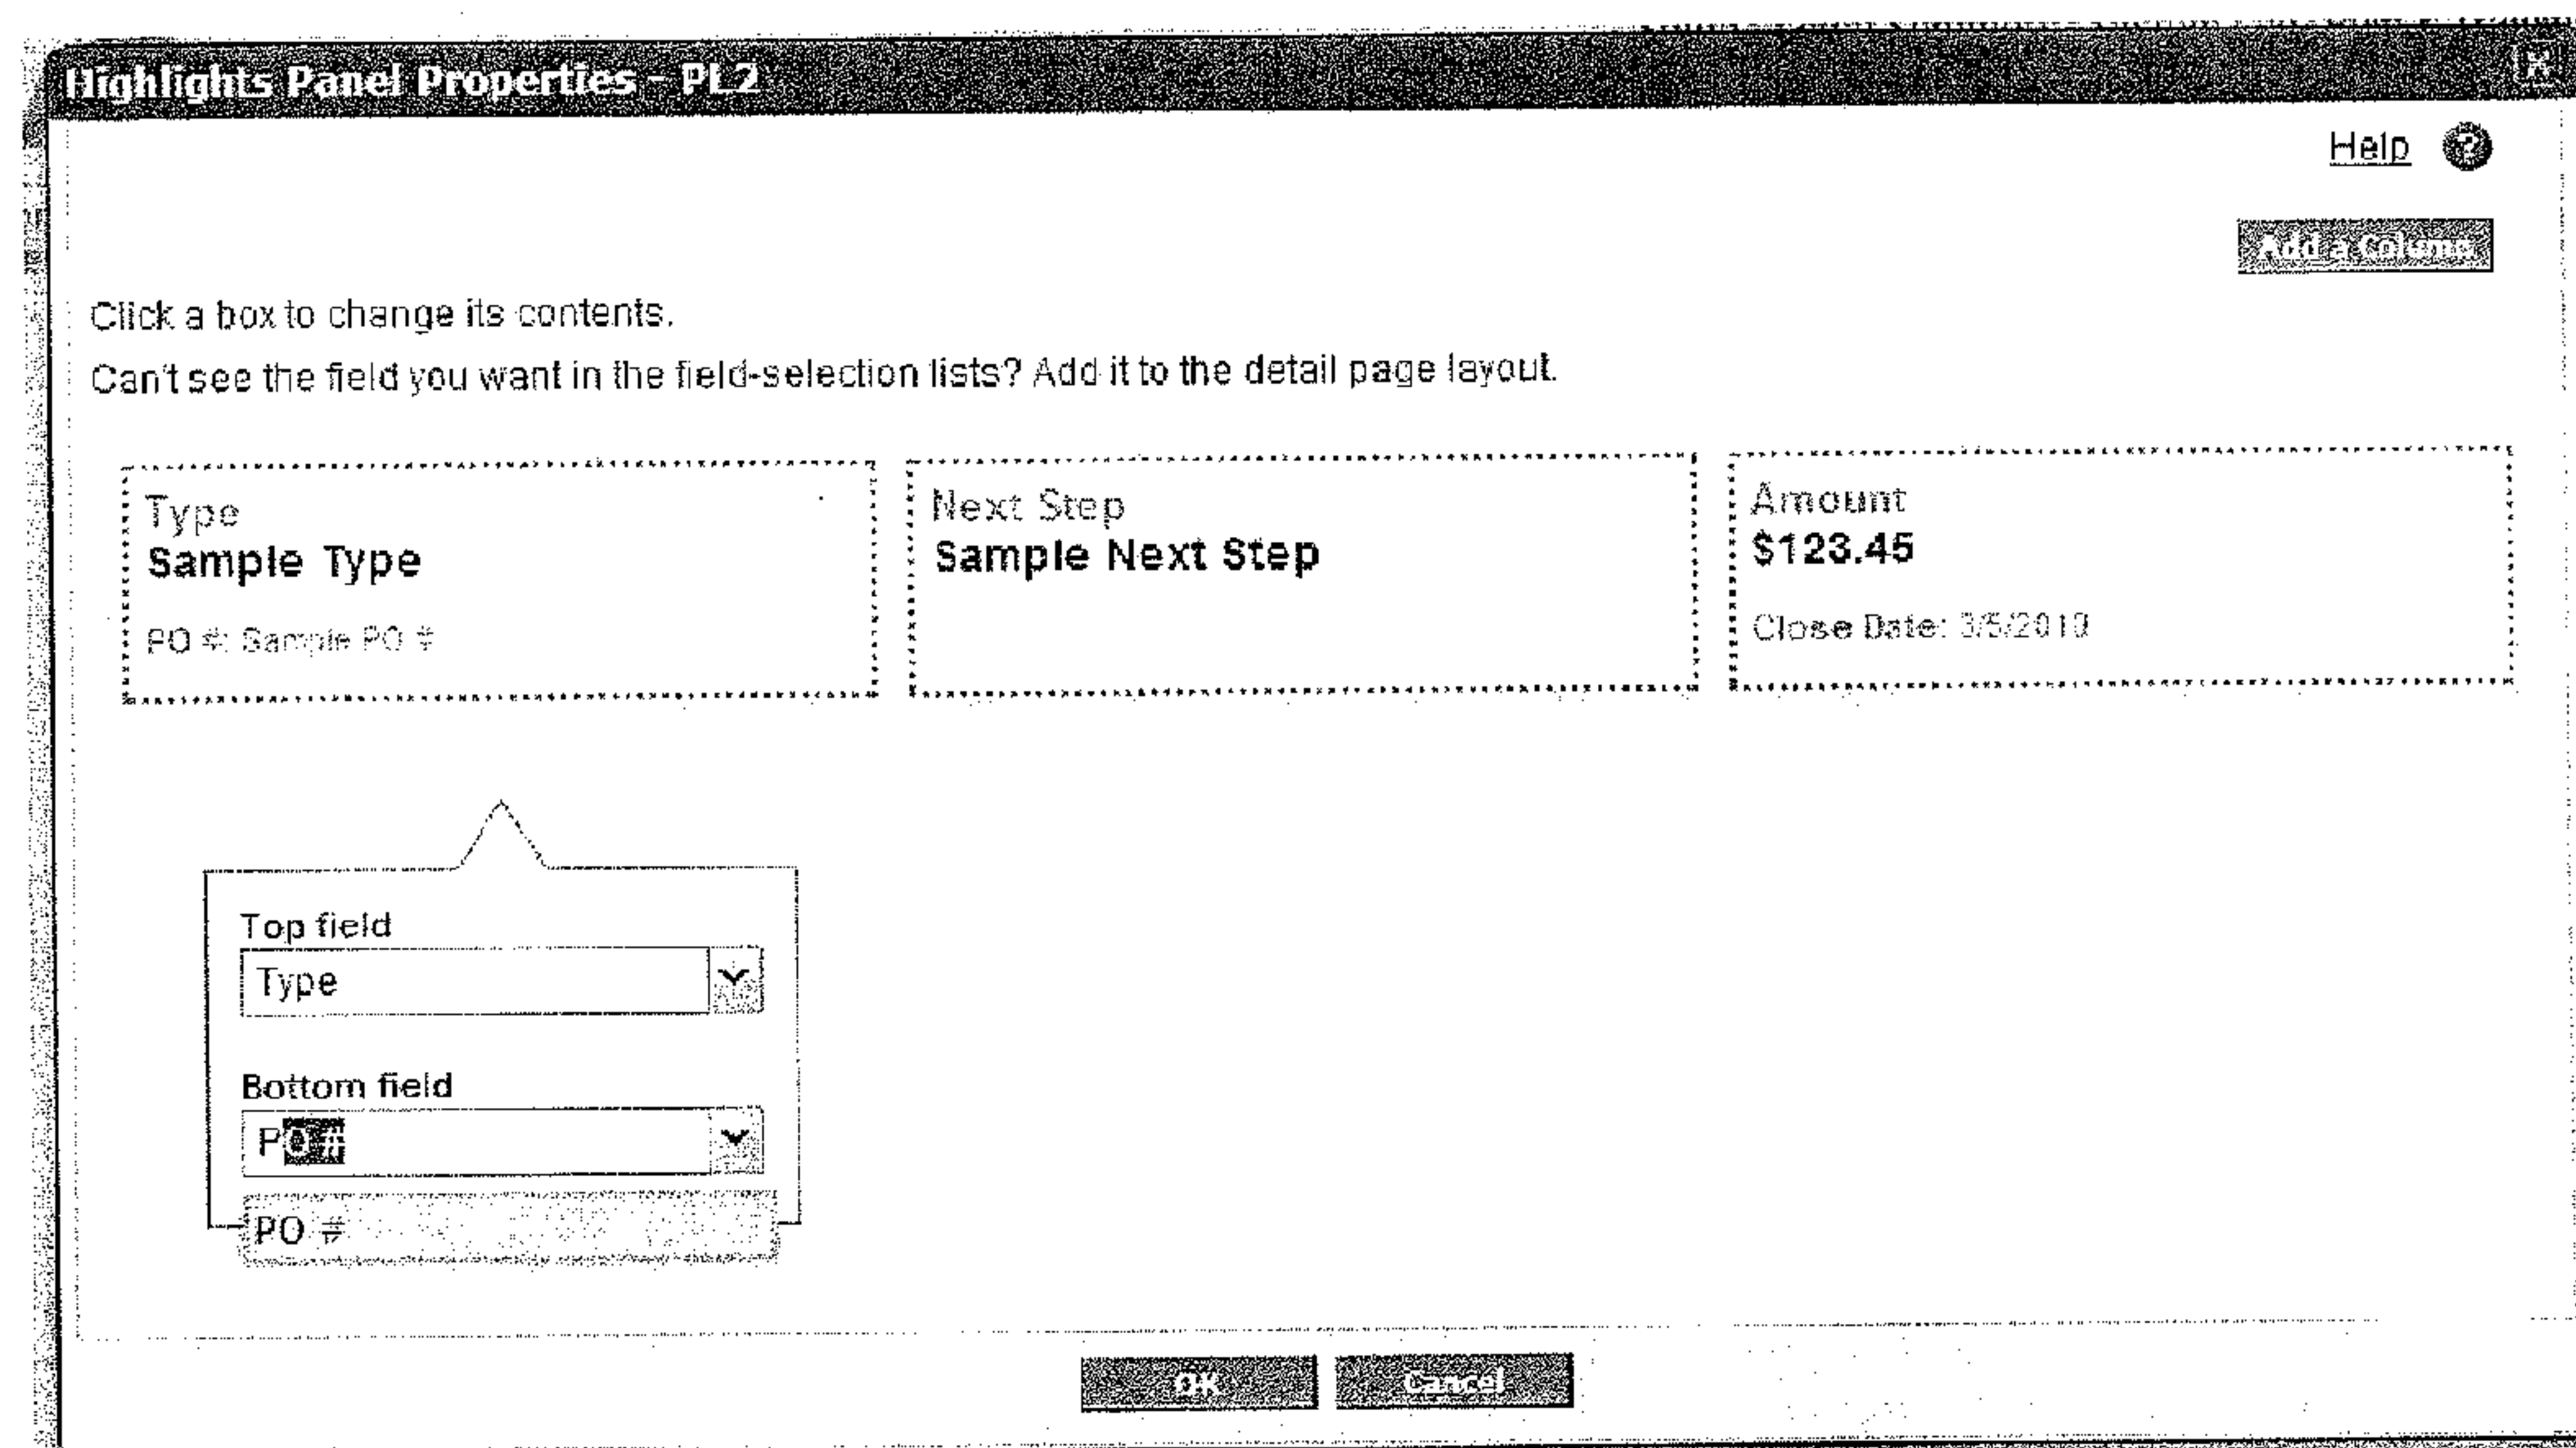 Highlights Panel Properties - PL2
Help ?
Add a Column
Click a box to change its contents.
Can't see the field you want in the field-selection lists? Add it to the detail page layout.
Type
Sample Type
PO #: Sample PO #
Next Step
Sample Next Step
Amount
$123.45
Close Date: 3/5/2010
Top field
Type
Bottom field
PO #
PO #
OK Cancel